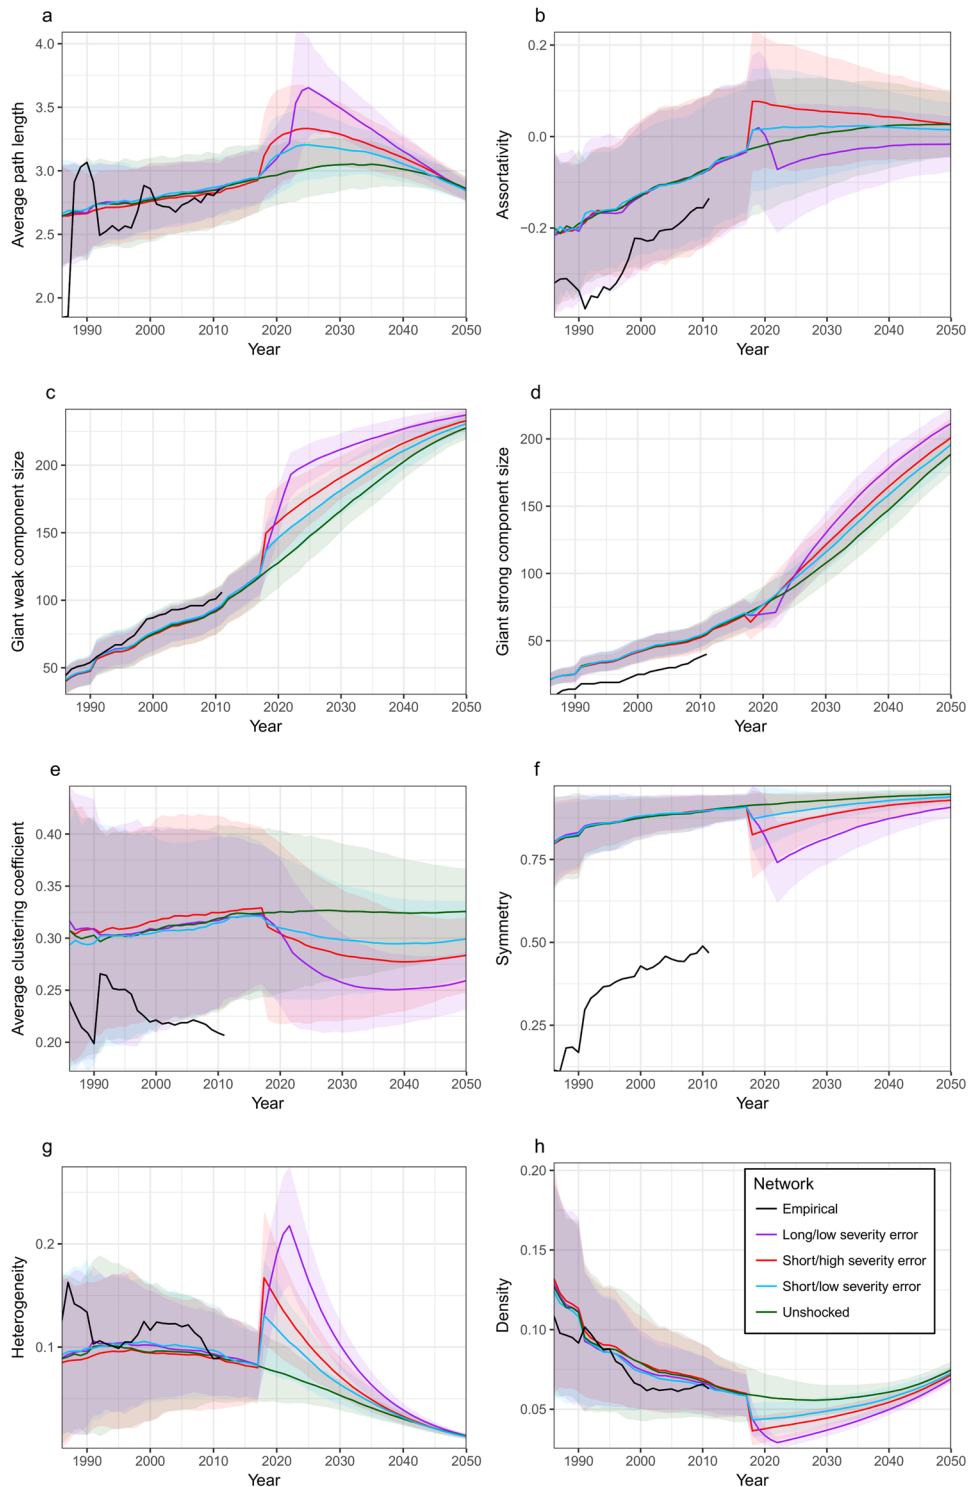 a
4.0
3.5
3.0
2.5
2.0
Average path length
1990 2000 2010 2020 2030 2040 2050
Year
b
0.2
0.0
−0.2
Assortativity
1990 2000 2010 2020 2030 2040 2050
Year
c
200
150
100
50
Giant weak component size
1990 2000 2010 2020 2030 2040 2050
Year
d
200
150
100
50
Giant strong component size
1990 2000 2010 2020 2030 2040 2050
Year
e
0.40
0.35
0.30
0.25
0.20
Average clustering coefficient
1990 2000 2010 2020 2030 2040 2050
Year
f
0.75
0.50
0.25
Symmetry
1990 2000 2010 2020 2030 2040 2050
Year
g
0.2
0.1
Heterogeneity
1990 2000 2010 2020 2030 2040 2050
Year
h
0.20
0.15
0.10
0.05
Density
Network
Empirical
Long/low severity error
Short/high severity error
Short/low severity error
Unshocked
1990 2000 2010 2020 2030 2040 2050
Year